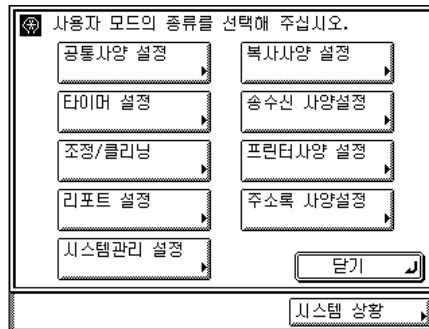 사용자 모드의 종류를 선택해 주십시오.
공통사양 설정
복사사양 설정
타이머 설정
송수신 사양설정
조정/클리닝
프린터사양 설정
리포트 설정
주소록 사양설정
시스템관리 설정
닫기
시스템 상황